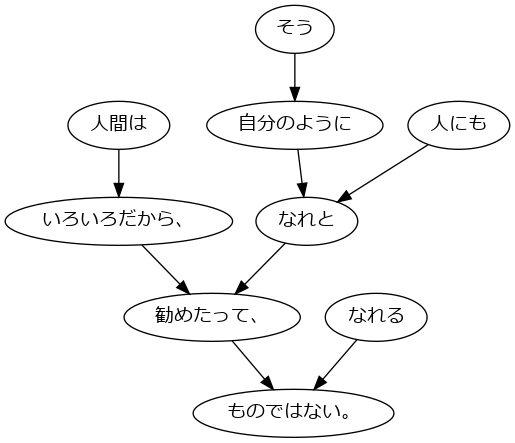 そう
人間は
自分のように
人にも
いろいろだから、
なれと
勧めたって、
なれる
ものではない。